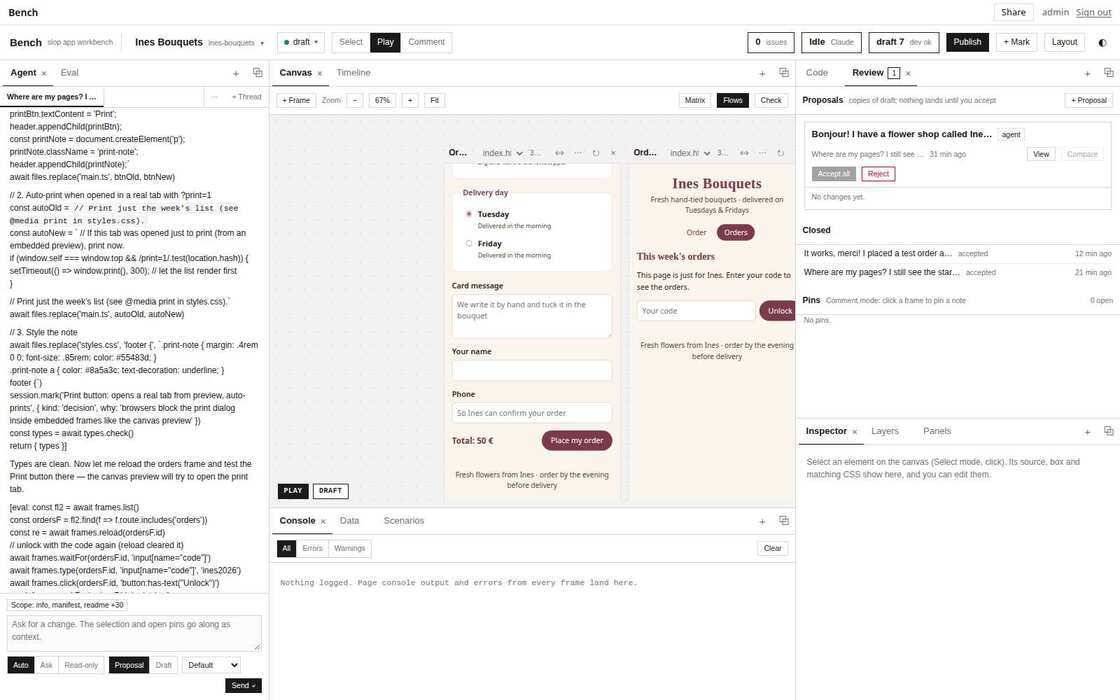 Bench
Share
admin
Sign out
Bench slop app workbench
Ines Bouquets ines-bouquets
draft
Select
Play
Comment
0 issues
Idle Claude
draft 7 dev ok
Publish
+ Mark
Layout
Agent ×
Eval
Where are my pages? I …
+ Thread
printBtn.textContent = 'Print';
header.appendChild(printBtn);
const printNote = document.createElement('p');
printNote.className = 'print-note';
header.appendChild(printNote);`
await files.replace('main.ts', btnOld, btnNew)
// 2. Auto-print when opened in a real tab with ?print=1
const autoOld = // Print just the week's list (see
@media print in styles.css).
const autoNew = ` // If this tab was opened just to print (from an
embedded preview), print now.
if (window.self === window.top && /print=1/.test(location.hash)) {
setTimeout(() => window.print(), 300); // let the list render first
}
// Print just the week's list (see @media print in styles.css).`
await files.replace('main.ts', autoOld, autoNew)
// 3. Style the note
await files.replace('styles.css', 'footer {', `.print-note { margin: .4rem
0 0; font-size: .85rem; color: #55483d; }
.print-note a { color: #8a5a3c; text-decoration: underline; }
footer {`)
session.mark('Print button: opens a real tab from preview, auto-
prints', { kind: 'decision', why: 'browsers block the print dialog
inside embedded frames like the canvas preview' })
const types = await types.check()
return { types }]
Types are clean. Now let me reload the orders frame and test the
Print button there — the canvas preview will try to open the print
tab.
[eval: const fl2 = await frames.list()
const ordersF = fl2.find(f => f.route.includes('orders'))
const re = await frames.reload(ordersF.id)
// unlock with the code again (reload cleared it)
await frames.waitFor(ordersF.id, 'input[name="code"]')
await frames.type(ordersF.id, 'input[name="code"]', 'ines2026')
await frames.click(ordersF.id, 'button:has-text("Unlock")')
Scope: info, manifest, readme +30
Ask for a change. The selection and open pins go along as
context.
Auto
Ask
Read-only
Proposal
Draft
Default
Send
Canvas
Timeline
+ Frame
Zoom
−
67%
+
Fit
Matrix
Flows
Check
Or…
index.ht
3…
Delivery day
Tuesday
Delivered in the morning
Friday
Delivered in the morning
Card message
We write it by hand and tuck it in the
bouquet
Your name
Phone
So Ines can confirm your order
Total: 50 €
Place my order
Fresh flowers from Ines · order by the evening
before delivery
Ord…
index.ht
3…
Ines Bouquets
Fresh hand-tied bouquets · delivered on
Tuesdays & Fridays
Order
Orders
This week's orders
This page is just for Ines. Enter your code to
see the orders.
Your code
Unlock
Fresh flowers from Ines · order by the evening
before delivery
PLAY
DRAFT
Console ×
Data
Scenarios
All
Errors
Warnings
Clear
Nothing logged. Page console output and errors from every frame land here.
Code
Review 1 ×
Proposals copies of draft; nothing lands until you accept
+ Proposal
Bonjour! I have a flower shop called Ine… agent
Where are my pages? I still see … 31 min ago
View
Compare
Accept all
Reject
No changes yet.
Closed
It works, merci! I placed a test order a… accepted 12 min ago
Where are my pages? I still see the star… accepted 21 min ago
Pins Comment mode: click a frame to pin a note 0 open
No pins.
Inspector ×
Layers
Panels
Select an element on the canvas (Select mode, click). Its source, box and
matching CSS show here, and you can edit them.